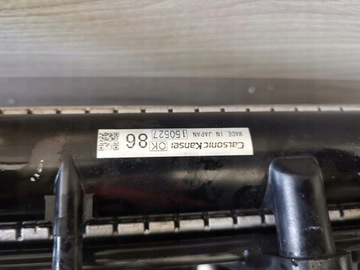 Calsonic Kansei
MADE IN JAPAN
OK
150527
86